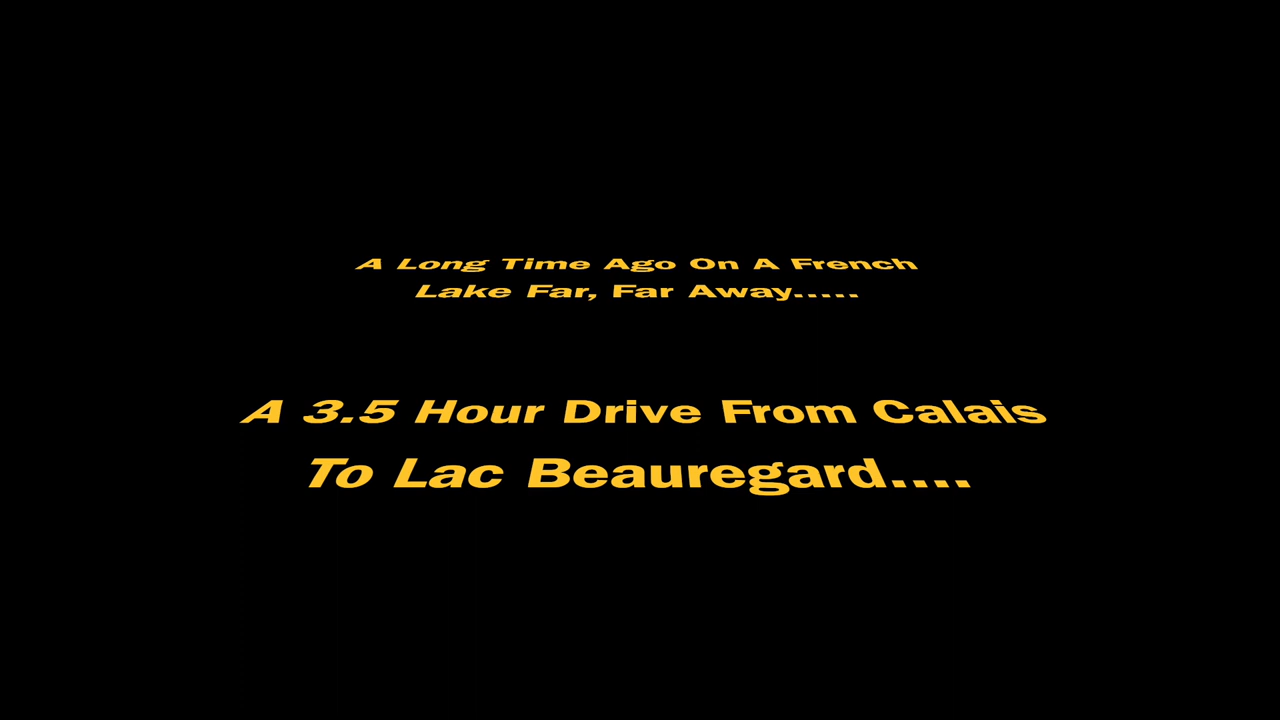 A Long Time Ago On A French
Lake Far, Far Away.....
A 3.5 Hour Drive From Calais
To Lac Beauregard....